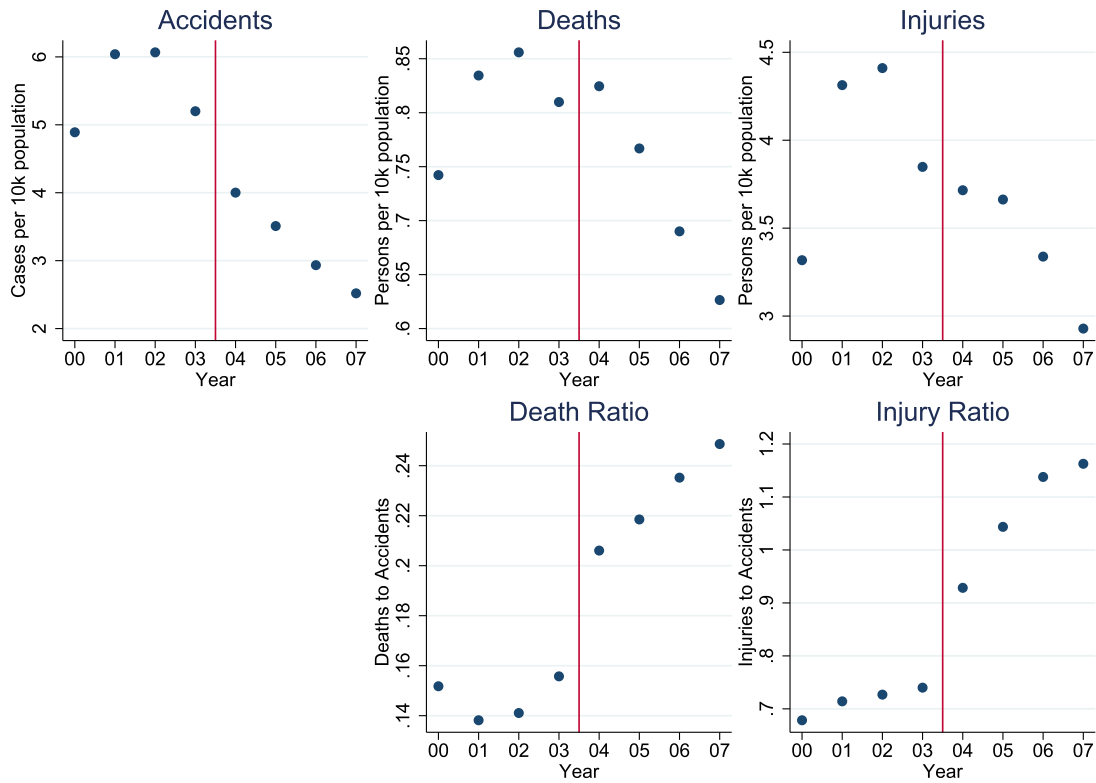 Accidents
Cases per 10k population
6
5
4
3
2
00 01 02 03 04 05 06 07
Year
Deaths
Persons per 10k population
.85
.8
.75
.7
.65
.6
00 01 02 03 04 05 06 07
Year
Injuries
Persons per 10k population
4.5
4
3.5
3
00 01 02 03 04 05 06 07
Year
Death Ratio
Deaths to Accidents
.24
.22
.2
.18
.16
.14
00 01 02 03 04 05 06 07
Year
Injury Ratio
Injuries to Accidents
1.2
1.1
1
.9
.8
.7
00 01 02 03 04 05 06 07
Year